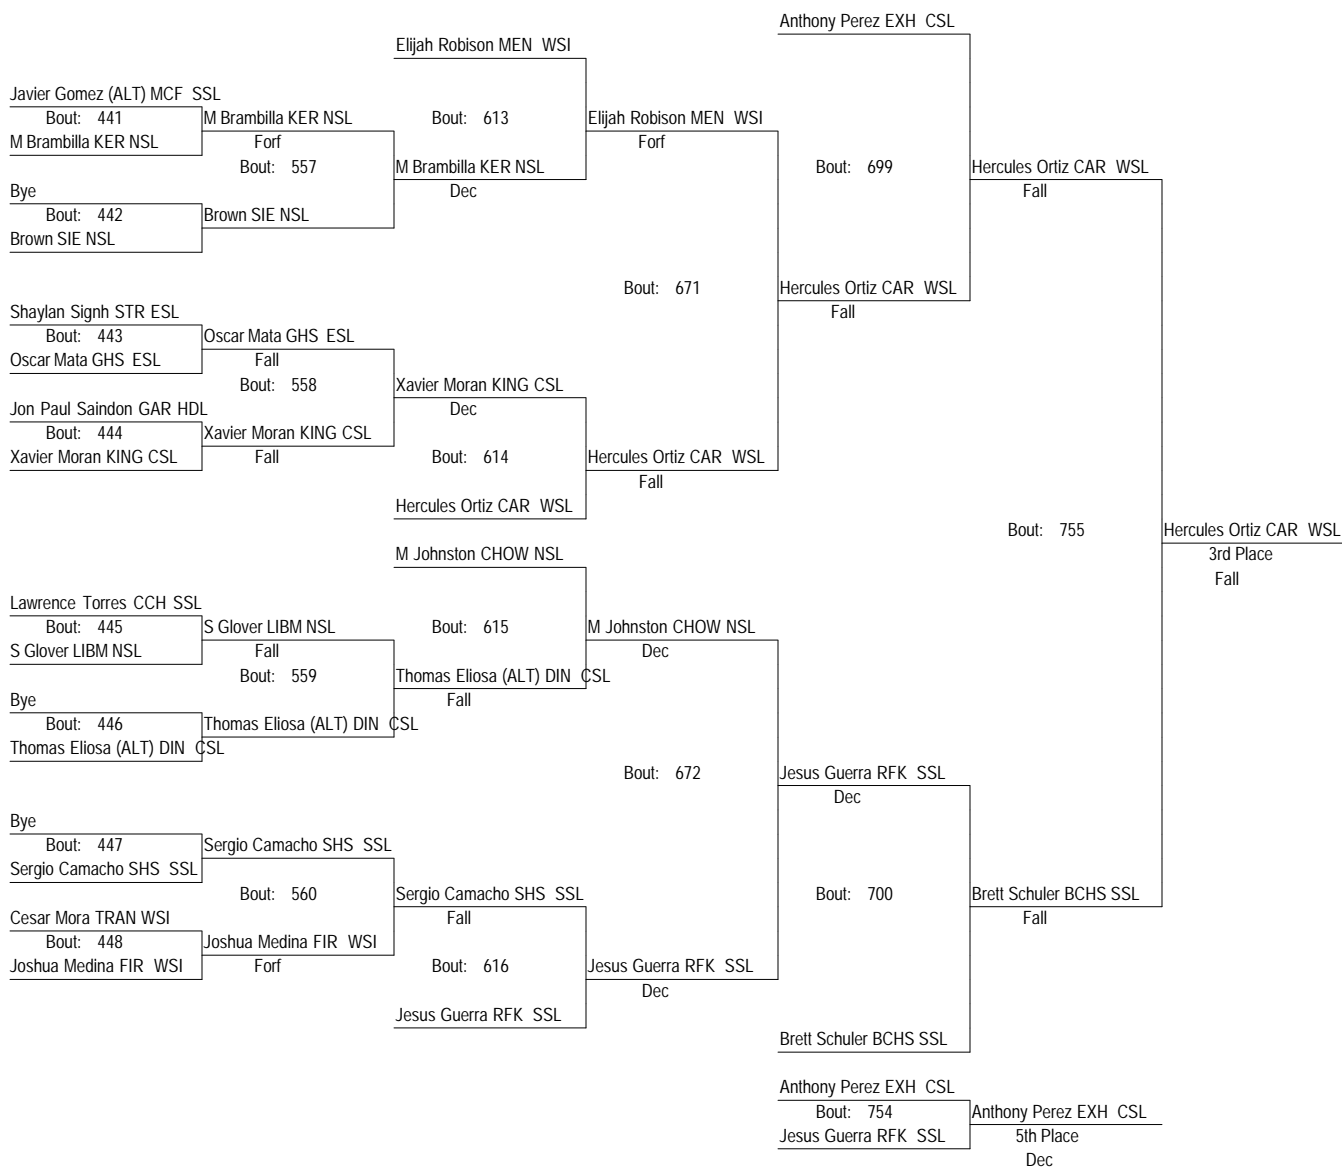 Anthony Perez EXH CSL
Elijah Robison MEN WSI
Javier Gomez (ALT) MCF SSL
Bout: 441
M Brambilla KER NSL
M Brambilla KER NSL
Forf
Bout: 557
Bout: 613
Elijah Robison MEN WSI
Forf
M Brambilla KER NSL
Dec
Bout: 699
Hercules Ortiz CAR WSL
Fall
Bye
Bout: 442
Brown SIE NSL
Brown SIE NSL
Bout: 671
Hercules Ortiz CAR WSL
Fall
Shaylan Signh STR ESL
Bout: 443
Oscar Mata GHS ESL
Oscar Mata GHS ESL
Fall
Bout: 558
Xavier Moran KING CSL
Dec
Jon Paul Saindon GAR HDL
Bout: 444
Xavier Moran KING CSL
Xavier Moran KING CSL
Fall
Bout: 614
Hercules Ortiz CAR WSL
Fall
Hercules Ortiz CAR WSL
Bout: 755
Hercules Ortiz CAR WSL
3rd Place
Fall
M Johnston CHOW NSL
Lawrence Torres CCH SSL
Bout: 445
S Glover LIBM NSL
S Glover LIBM NSL
Fall
Bout: 559
Bout: 615
M Johnston CHOW NSL
Dec
Thomas Eliosa (ALT) DIN CSL
Fall
Bye
Bout: 446
Thomas Eliosa (ALT) DIN CSL
Thomas Eliosa (ALT) DIN CSL
Bout: 672
Jesus Guerra RFK SSL
Dec
Bye
Bout: 447
Sergio Camacho SHS SSL
Sergio Camacho SHS SSL
Bout: 560
Sergio Camacho SHS SSL
Fall
Bout: 700
Brett Schuler BCHS SSL
Fall
Cesar Mora TRAN WSI
Bout: 448
Joshua Medina FIR WSI
Joshua Medina FIR WSI
Forf
Bout: 616
Jesus Guerra RFK SSL
Dec
Jesus Guerra RFK SSL
Brett Schuler BCHS SSL
Anthony Perez EXH CSL
Bout: 754
Jesus Guerra RFK SSL
Anthony Perez EXH CSL
5th Place
Dec